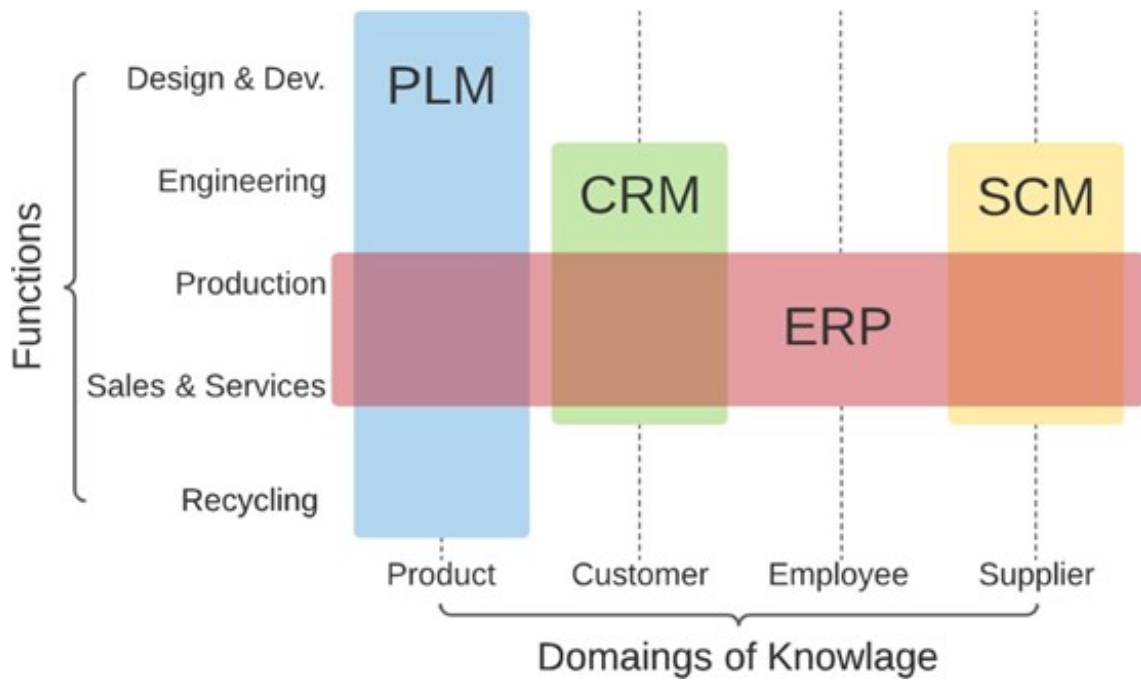 Functions
Design & Dev.
Engineering
Production
Sales & Services
Recycling
PLM
CRM
SCM
ERP
Product
Customer
Employee
Supplier
Domaings of Knowlage